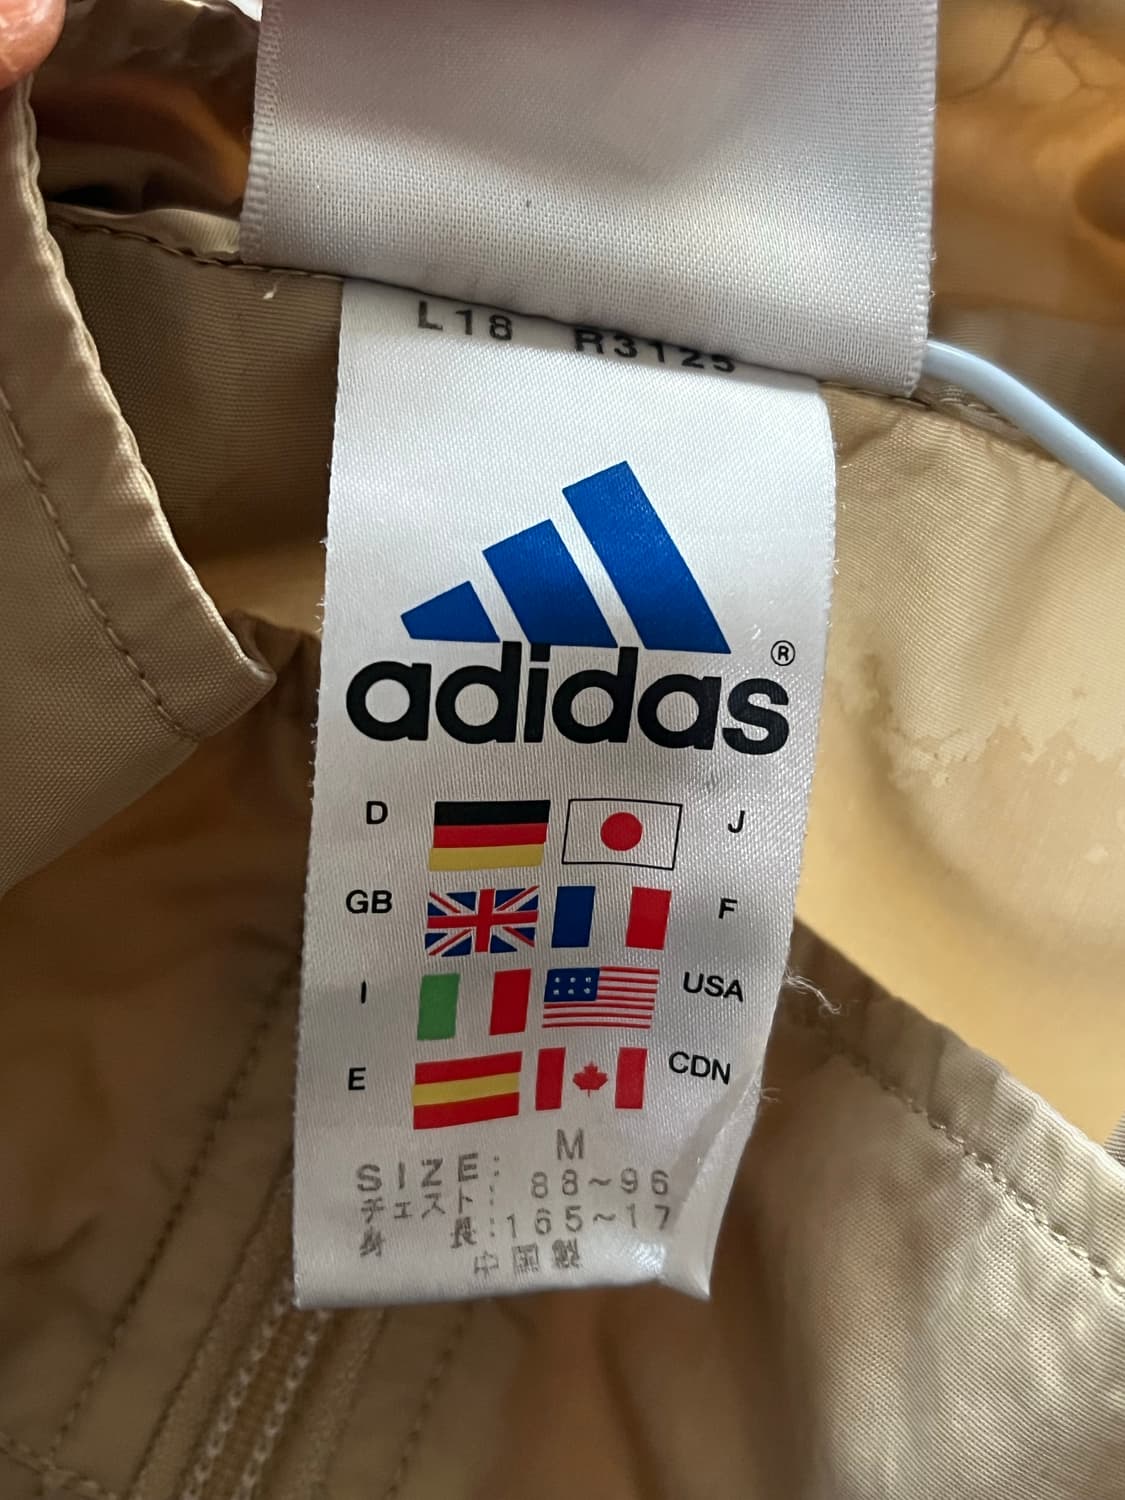 L18 R3125
adidas®
D J
GB F
I USA
E CDN
SIZE: M
チェスト: 88~96
身長:165~17
中国製